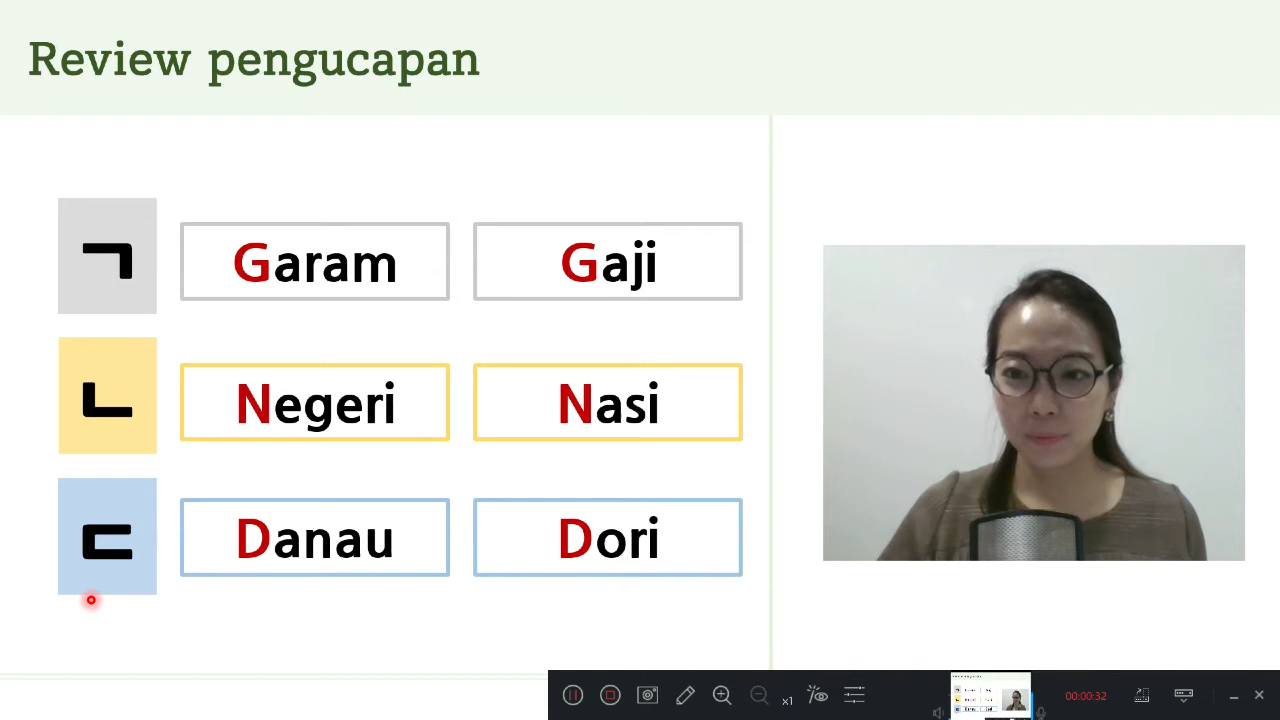 Review pengucapan
ㄱ Garam Gaji
ㄴ Negeri Nasi
ㄷ Danau Dori
x1
00:00:32